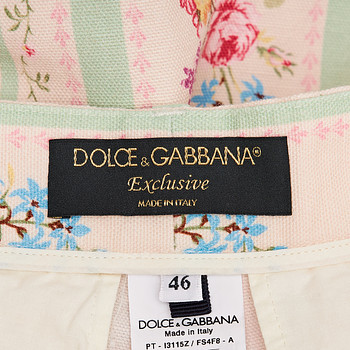 DOLCE & GABBANA®
Exclusive
MADE IN ITALY
46
DOLCE & GABBANA
Made in Italy
PT - I3115Z / FS4F8 - A